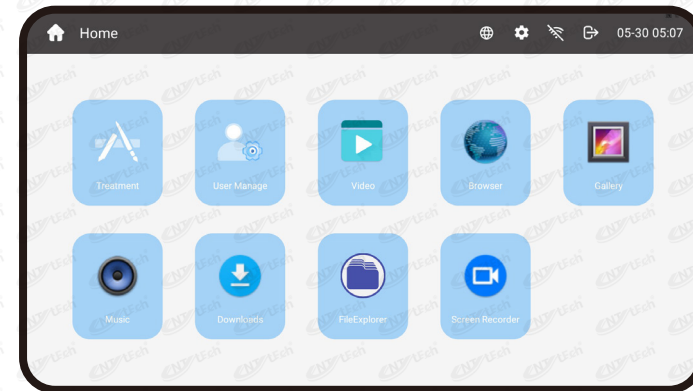 Home
05-30 05:07
Treatment
User Manage
Video
Browser
Gallery
Music
Downloads
FileExplorer
Screen Recorder